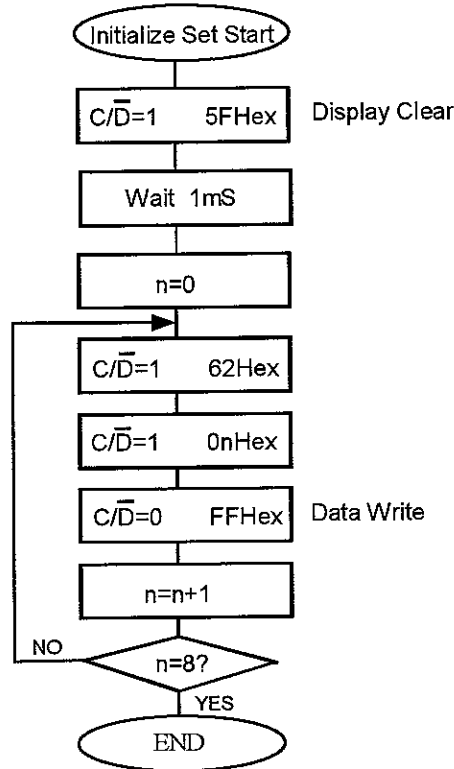 Initialize Set Start
C/D̅=1 5FHex Display Clear
Wait 1mS
n=0
C/D̅=1 62Hex
C/D̅=1 0nHex
C/D̅=0 FFHex Data Write
n=n+1
NO n=8?
YES
END